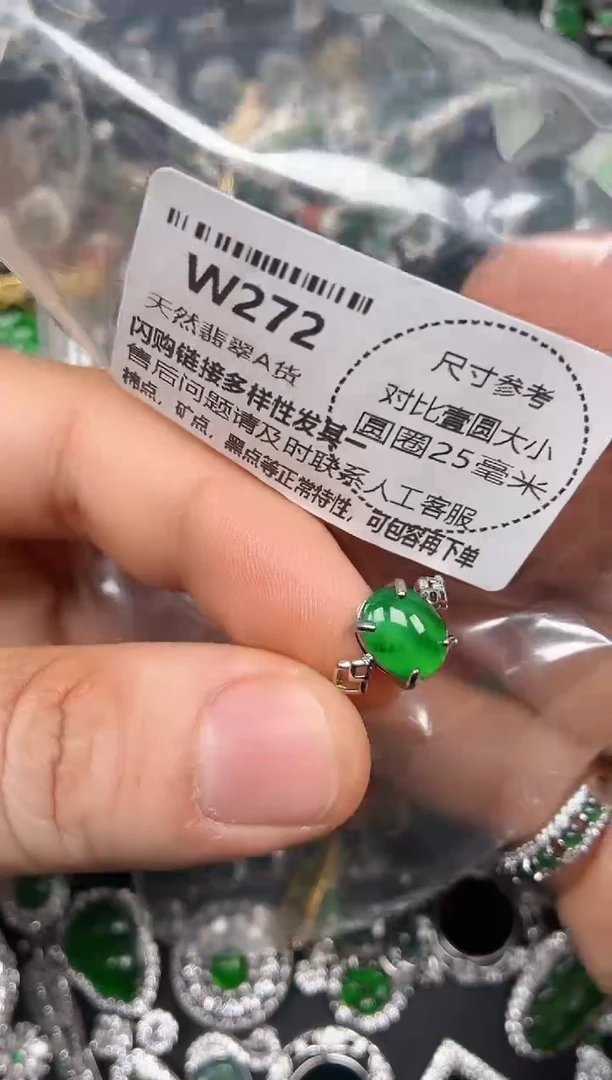 W272
天然翡翠A货
闪购链接多样性发其一
售后问题请及时联系人工客服
棉点，矿点，黑点等正常特性，可包容再下单
尺寸参考
对比壹圆大小
圆圈25毫米